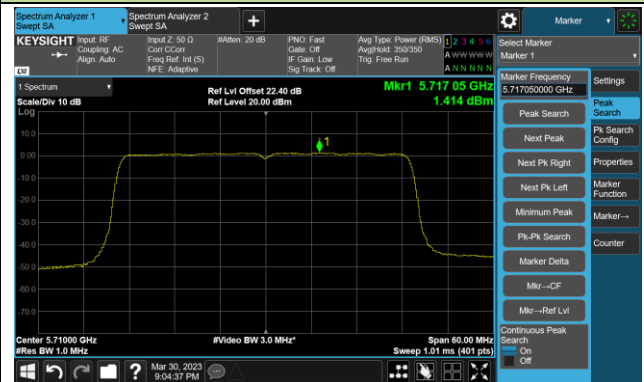 Spectrum Analyzer 1
Swept SA
Spectrum Analyzer 2
Swept SA
Marker
KEYSIGHT
Input: RF
Coupling: AC
Align: Auto
Input Z: 50 Ω
Corr CCorr
Freq Ref: Int (S)
NFE: Adaptive
#Atten: 20 dB
PNO: Fast
Gate: Off
IF Gain: Low
Sig Track: Off
Avg Type: Power (RMS)
Avg|Hold: 350/350
Trig: Free Run
1 2 3 4 5 6
A W W W W W
A N N N N N
LXI
Select Marker
Marker 1
1 Spectrum
Scale/Div 10 dB
Log
Ref Lvl Offset 22.40 dB
Ref Level 20.00 dBm
Mkr1 5.717 05 GHz
1.414 dBm
10.0
0.00
-10.0
-20.0
-30.0
-40.0
-50.0
-60.0
-70.0
1
Center 5.71000 GHz
#Res BW 1.0 MHz
#Video BW 3.0 MHz*
Span 60.00 MHz
Sweep 1.01 ms (401 pts)
Marker Frequency
5.717050000 GHz
Peak Search
Next Peak
Next Pk Right
Next Pk Left
Minimum Peak
Pk-Pk Search
Marker Delta
Mkr→CF
Mkr→Ref Lvl
Continuous Peak
Search
On
Off
Settings
Peak
Search
Pk Search
Config
Properties
Marker
Function
Marker→
Counter
?
Mar 30, 2023
9:04:37 PM